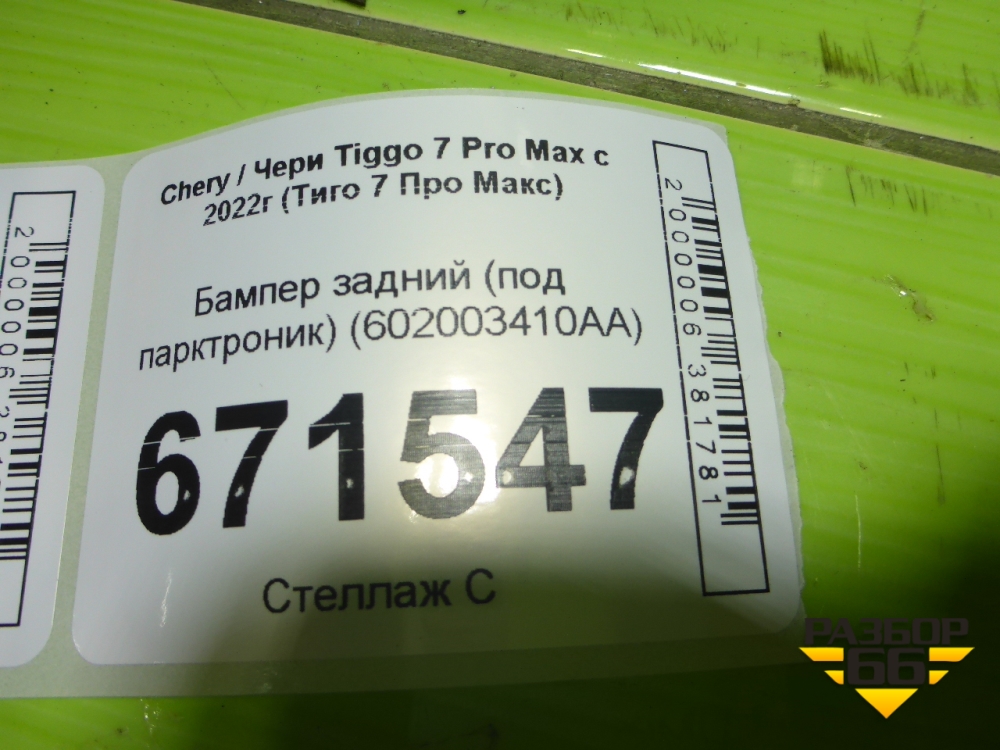 Chery / Чери Tiggo 7 Pro Max с
2022г (Тиго 7 Про Макс)
Бампер задний (под
парктроник) (602003410AA)
671547
Стеллаж С
2000006381781
РАЗБОР
66